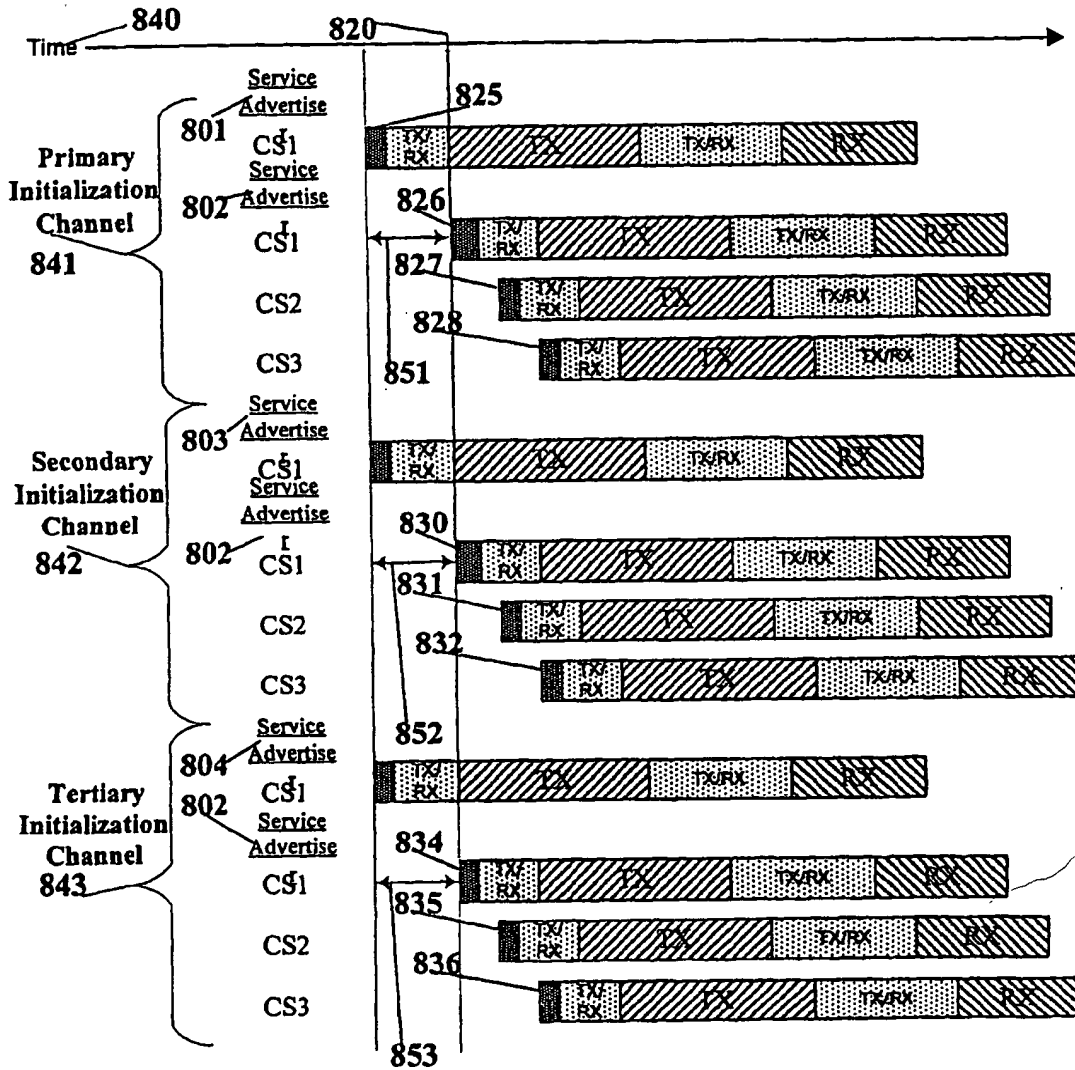 840
820
Time
Service
Advertise
r
825
801
CS1
TX/
RX
TX
TX/RX
RX
Primary
Initialization
Channel
841
Service
Advertise
r
802
826
CS1
TX/
RX
TX
TX/RX
RX
827
CS2
TX/
RX
TX
TX/RX
RX
828
CS3
TX/
RX
TX
TX/RX
RX
851
Service
Advertise
r
803
CS1
TX/
RX
TX
TX/RX
RX
Secondary
Initialization
Channel
842
Service
Advertise
r
802
830
CS1
TX/
RX
TX
TX/RX
RX
831
CS2
TX/
RX
TX
TX/RX
RX
832
CS3
TX/
RX
TX
TX/RX
RX
852
Service
Advertise
r
804
CS1
TX/
RX
TX
TX/RX
RX
Tertiary
Initialization
Channel
843
802
Service
Advertise
r
834
CS1
TX/
RX
TX
TX/RX
RX
835
CS2
TX/
RX
TX
TX/RX
RX
836
CS3
TX/
RX
TX
TX/RX
RX
853